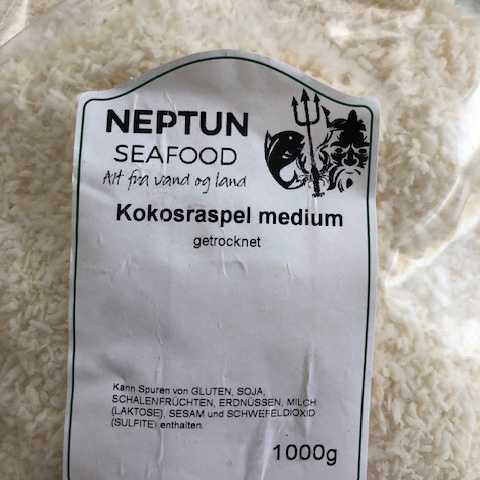 NEPTUN
SEAFOOD
Alt fra vand og land
Kokosraspel medium
getrocknet
Kann Spuren von GLUTEN, SOJA,
SCHALENFRÜCHTEN, ERDNÜSSEN, MILCH
(LAKTOSE), SESAM und SCHWEFELDIOXID
(SULFITE) enthalten.
1000g